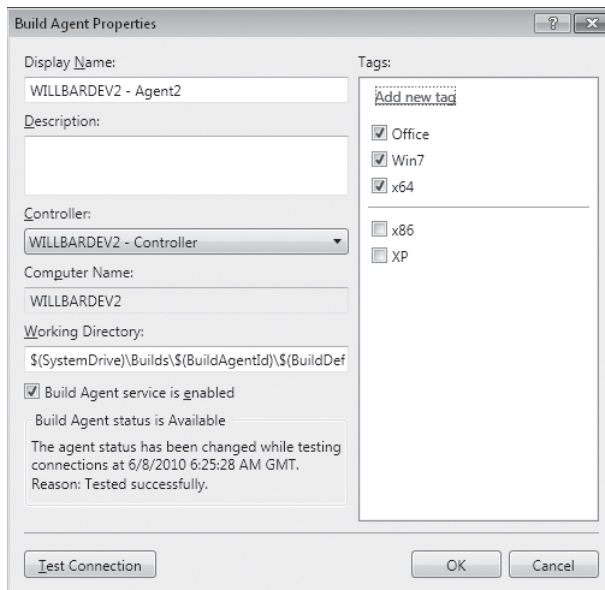 Build Agent Properties
Display Name:
WILLBARDEV2 - Agent2
Description:
Controller:
WILLBARDEV2 - Controller
Computer Name:
WILLBARDEV2
Working Directory:
$(SystemDrive)\Builds\$(BuildAgentId)\$(BuildDef
Build Agent service is enabled
Build Agent status is Available
The agent status has been changed while testing
connections at 6/8/2010 6:25:28 AM GMT.
Reason: Tested successfully.
Tags:
Add new tag
Office
Win7
x64
x86
XP
Test Connection
OK
Cancel